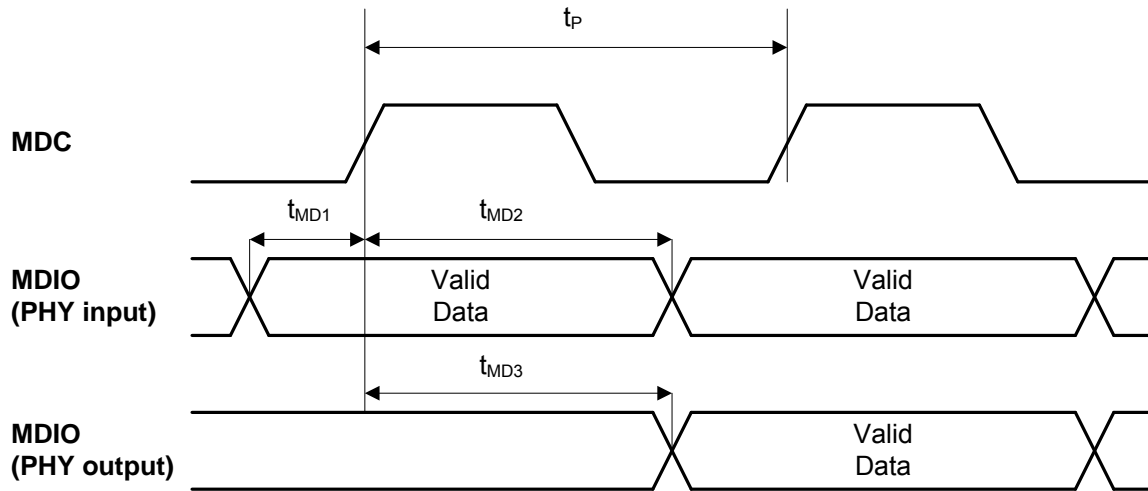 tP
MDC
tMD1
tMD2
MDIO
(PHY input)
Valid
Data
Valid
Data
tMD3
MDIO
(PHY output)
Valid
Data